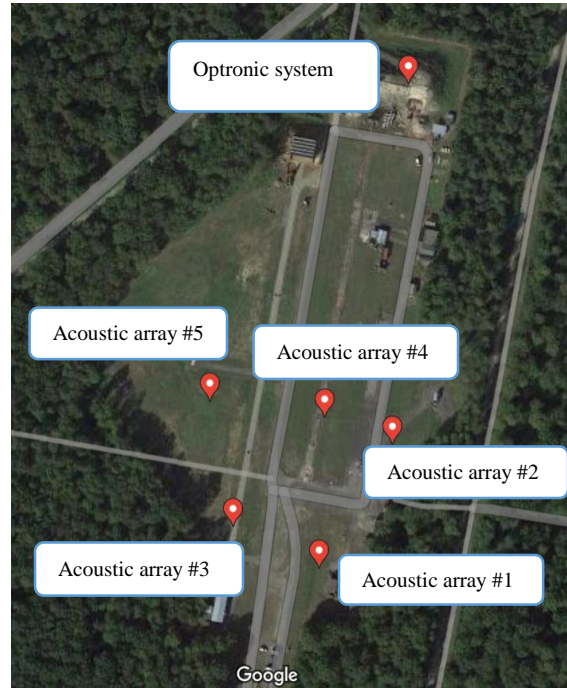 Optronic system
Acoustic array #5
Acoustic array #4
Acoustic array #2
Acoustic array #3
Acoustic array #1
Google